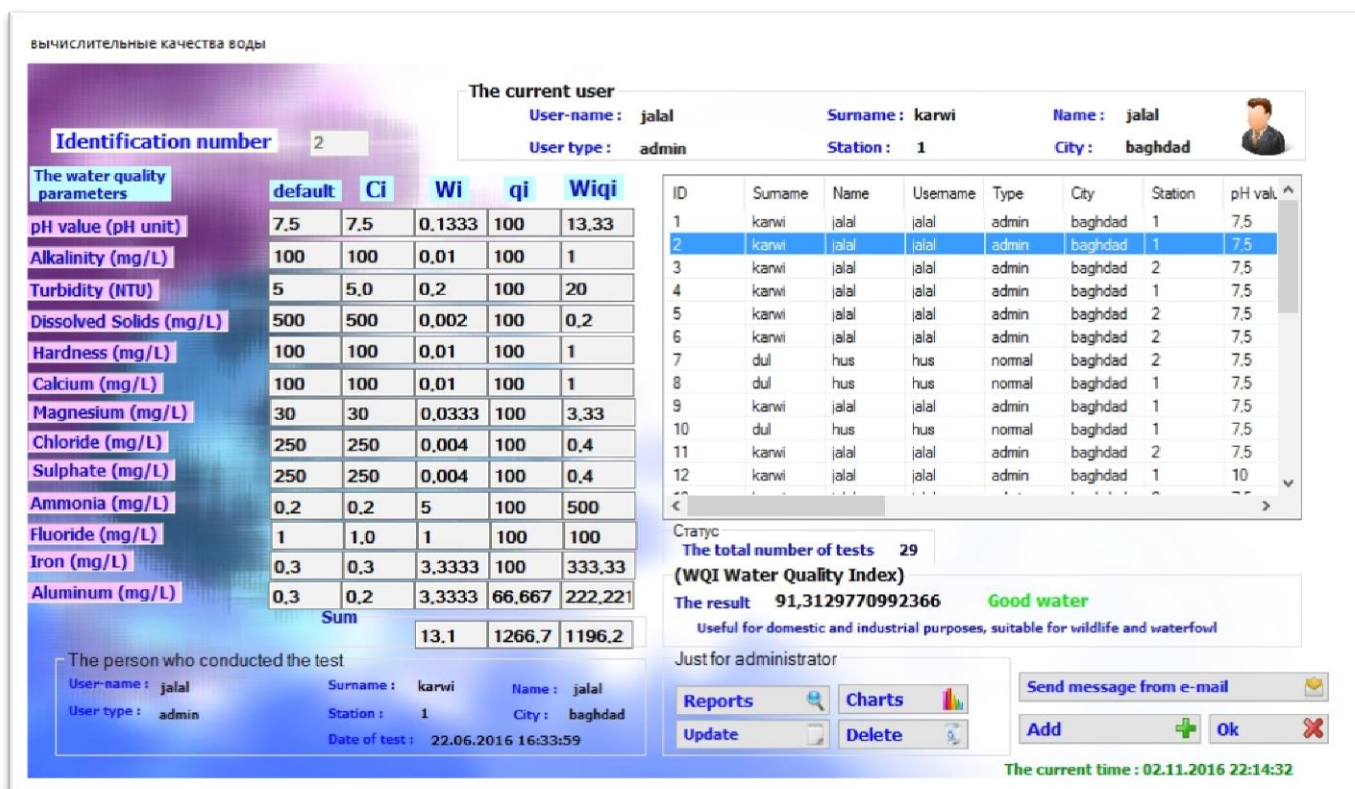 вычислительные качества воды
The current user
User-name : jalal Surname : karwi Name : jalal
Identification number 2
User type : admin Station : 1 City : baghdad
The water quality
parameters
default Ci Wi qi Wiqi
pH value (pH unit) 7.5 7.5 0.1333 100 13,33
Alkalinity (mg/L) 100 100 0.01 100 1
Turbidity (NTU) 5 5.0 0.2 100 20
Dissolved Solids (mg/L) 500 500 0.002 100 0,2
Hardness (mg/L) 100 100 0.01 100 1
Calcium (mg/L) 100 100 0.01 100 1
Magnesium (mg/L) 30 30 0.0333 100 3,33
Chloride (mg/L) 250 250 0.004 100 0,4
Sulphate (mg/L) 250 250 0.004 100 0,4
Ammonia (mg/L) 0.2 0.2 5 100 500
Fluoride (mg/L) 1 1.0 1 100 100
Iron (mg/L) 0.3 0.3 3.3333 100 333,33
Aluminum (mg/L) 0.3 0.2 3.3333 66,667 222,221
Sum
13.1 1266,7 1196,2
ID Surname Name Username Type City Station pH valu
1 karwi jalal jalal admin baghdad 1 7,5
2 karwi jalal jalal admin baghdad 1 7,5
3 karwi jalal jalal admin baghdad 2 7,5
4 karwi jalal jalal admin baghdad 1 7,5
5 karwi jalal jalal admin baghdad 2 7,5
6 karwi jalal jalal admin baghdad 2 7,5
7 dul hus hus normal baghdad 2 7,5
8 dul hus hus normal baghdad 1 7,5
9 karwi jalal jalal admin baghdad 1 7,5
10 dul hus hus normal baghdad 1 7,5
11 karwi jalal jalal admin baghdad 2 7,5
12 karwi jalal jalal admin baghdad 1 10
Статус
The total number of tests 29
(WQI Water Quality Index)
The result 91,3129770992366 Good water
Useful for domestic and industrial purposes, suitable for wildlife and waterfowl
The person who conducted the test
User-name : jalal Surname : karwi Name : jalal
User type : admin Station : 1 City : baghdad
Date of test : 22.06.2016 16:33:59
Just for administrator
Reports Charts
Update Delete
Send message from e-mail
Add Ok
The current time : 02.11.2016 22:14:32